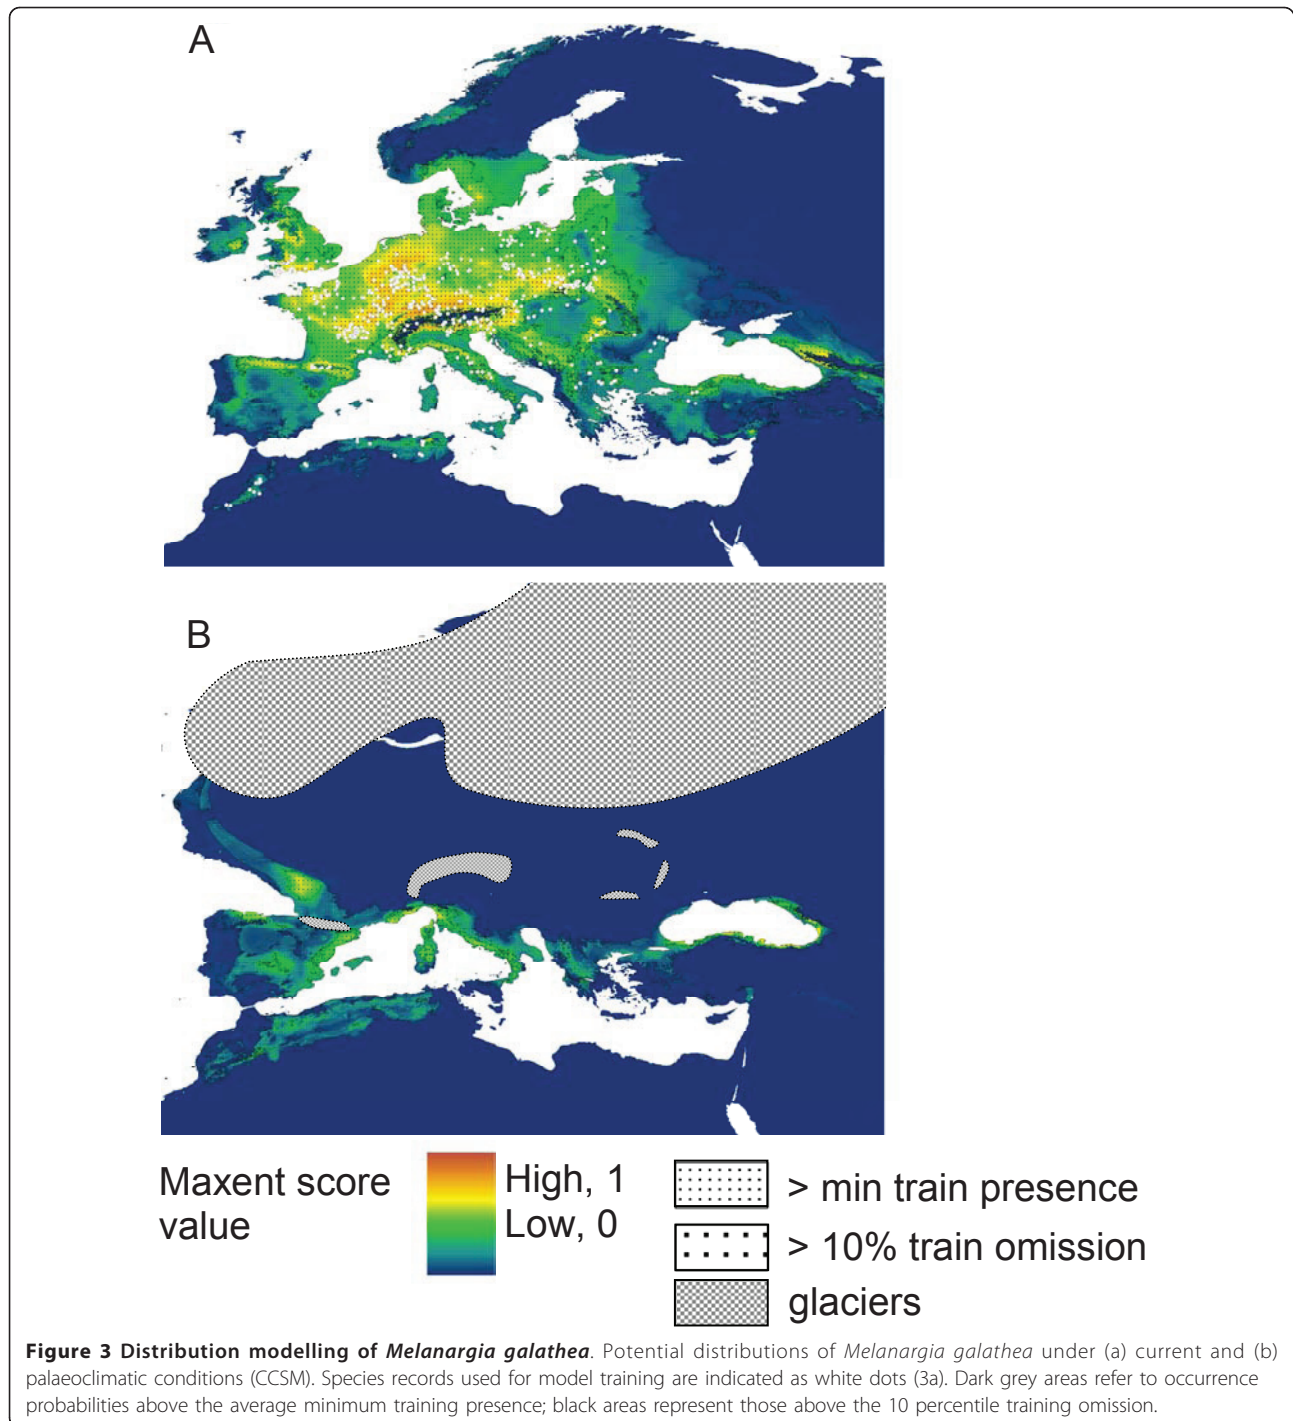 A
B
Maxent score
value
High, 1
Low, 0
> min train presence
> 10% train omission
glaciers
Figure 3 Distribution modelling of Melanargia galathea. Potential distributions of Melanargia galathea under (a) current and (b)
palaeoclimatic conditions (CCSM). Species records used for model training are indicated as white dots (3a). Dark grey areas refer to occurrence
probabilities above the average minimum training presence; black areas represent those above the 10 percentile training omission.